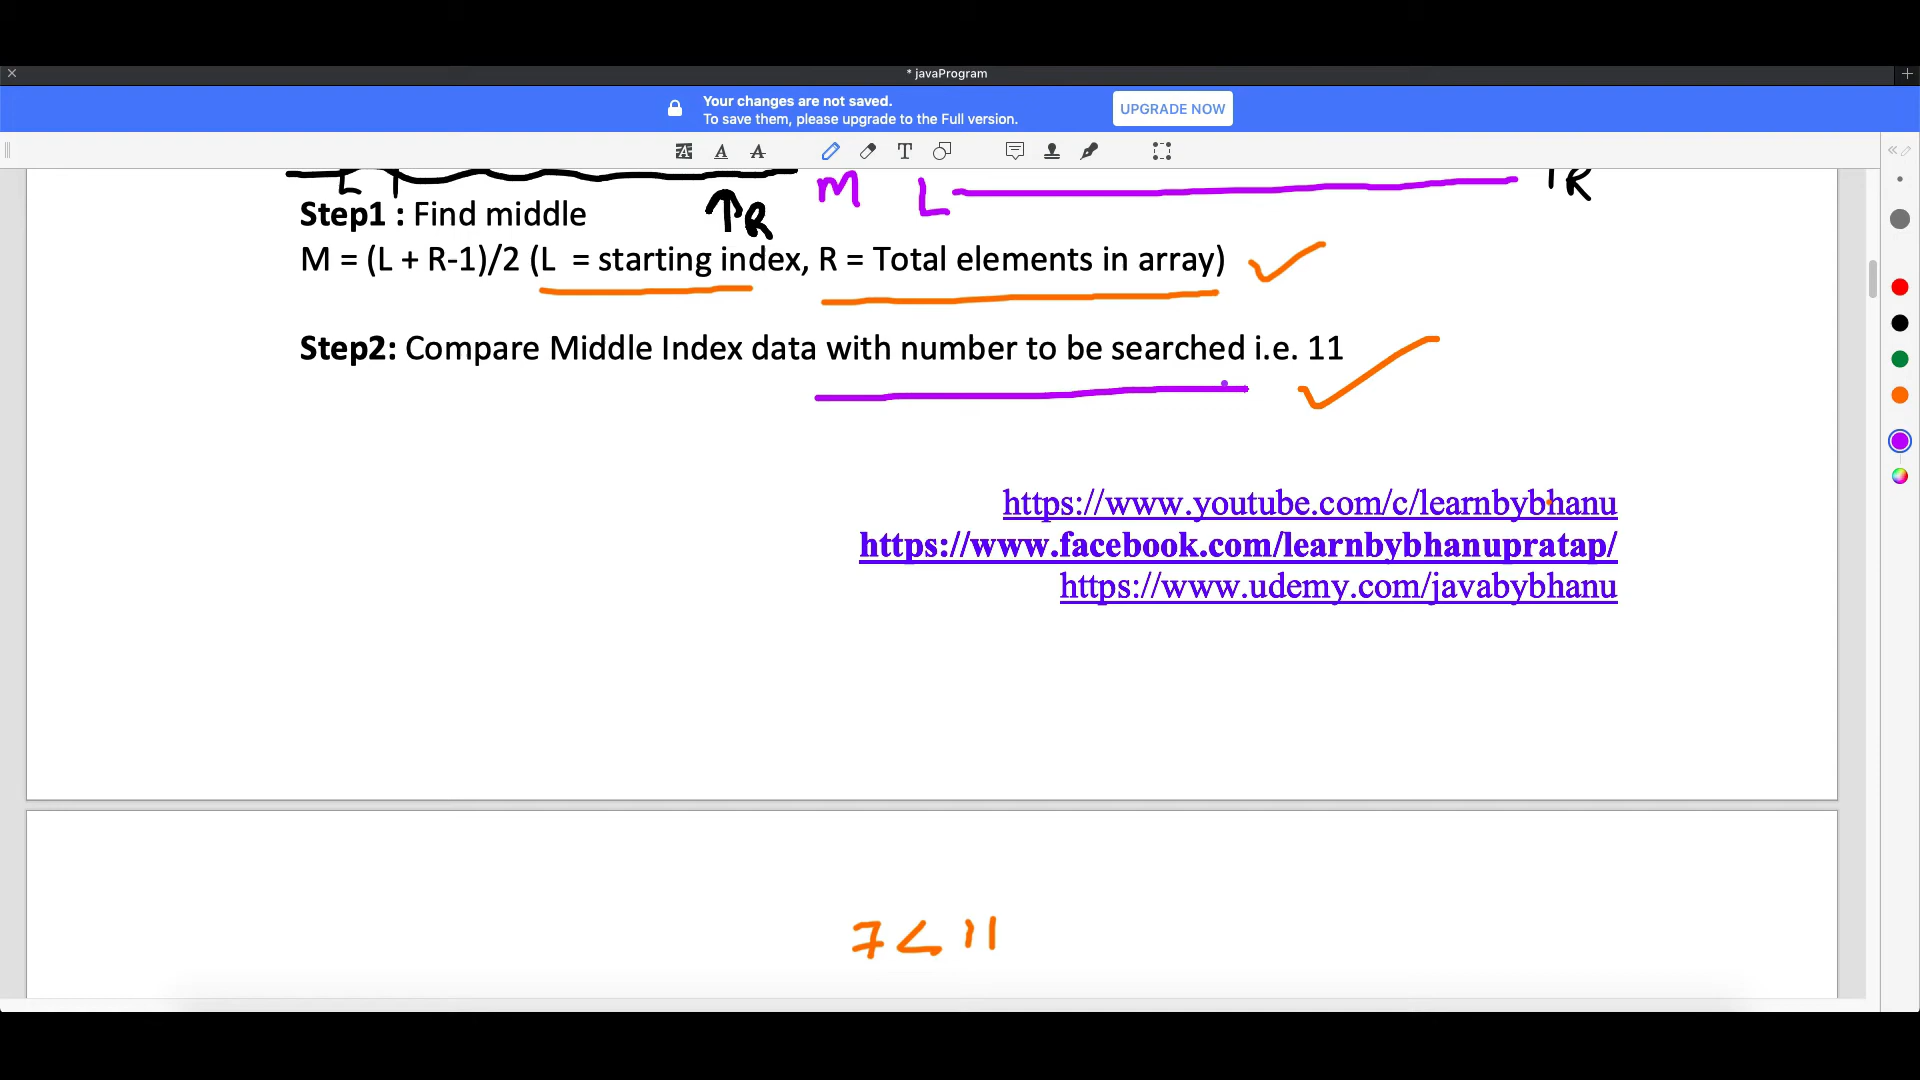 * javaProgram
Your changes are not saved.
To save them, please upgrade to the Full version.
UPGRADE NOW
M L R
R
Step1 : Find middle
M = (L + R-1)/2 (L = starting index, R = Total elements in array)
Step2: Compare Middle Index data with number to be searched i.e. 11
https://www.youtube.com/c/learnbybhanu
https://www.facebook.com/learnbybhanupratap/
https://www.udemy.com/javabybhanu
7 < 11